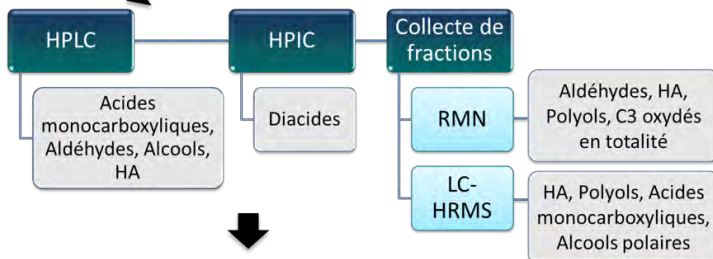 HPLC
HPIC
Collecte de
fractions
Acides
monocarboxyliques,
Aldéhydes, Alcools,
HA
Diacides
RMN
Aldéhydes, HA,
Polyols, C3 oxydés
en totalité
LC-
HRMS
HA, Polyols, Acides
monocarboxyliques,
Alcools polaires